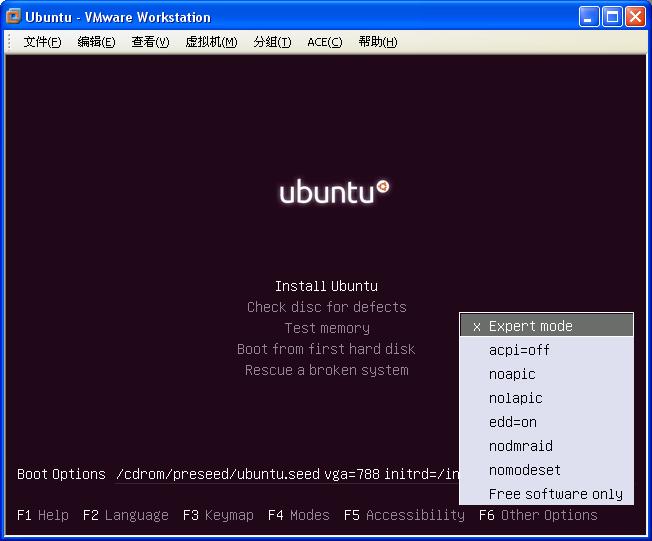 Ubuntu - VMware Workstation
文件(F) 编辑(E) 查看(V) 虚拟机(M) 分组(T) ACE(C) 帮助(H)
ubuntu
Install Ubuntu
Check disc for defects
Test memory
Boot from first hard disk
Rescue a broken system
x Expert mode
acpi=off
noapic
nolapic
edd=on
nodmraid
nomodeset
Free software only
Boot Options /cdrom/preseed/ubuntu.seed vga=788 initrd=/in
F1 Help F2 Language F3 Keymap F4 Modes F5 Accessibility F6 Other Options